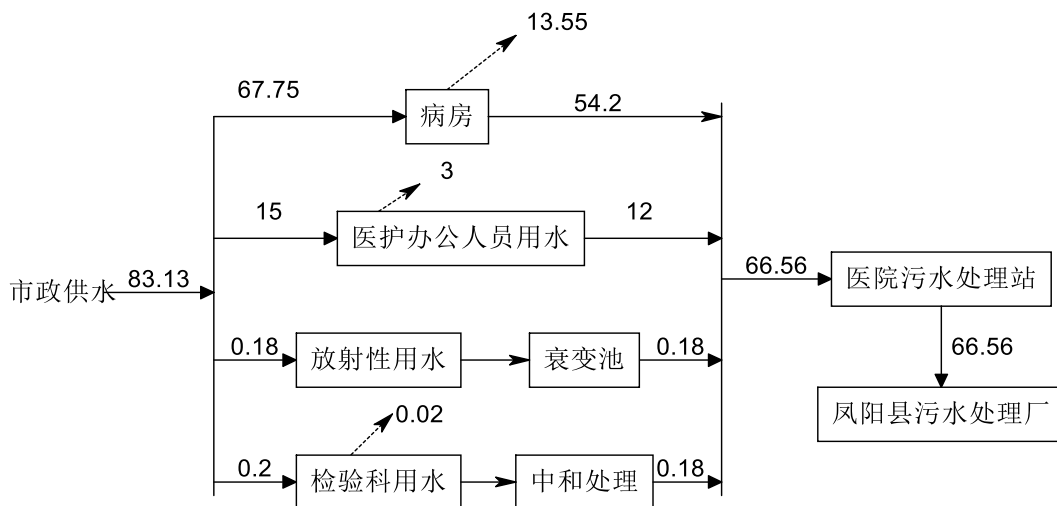 13.55
67.75
病房
54.2
3
15
医护办公人员用水
12
市政供水
83.13
66.56
医院污水处理站
0.18
放射性用水
衰变池
0.18
66.56
凤阳县污水处理厂
0.02
0.2
检验科用水
中和处理
0.18